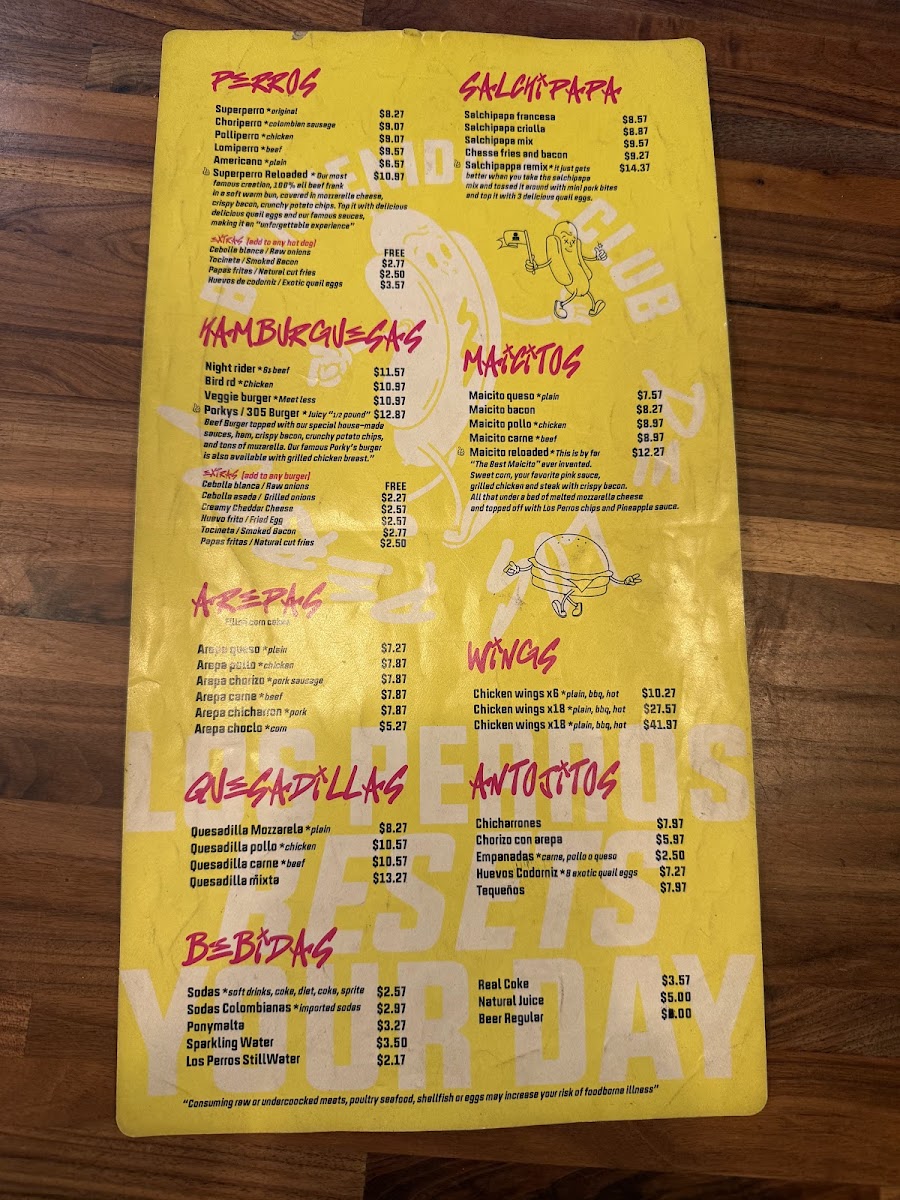 PERROS
Superperro *original $8.27
Choriperro *colombian sausage $9.07
Polliperro *chicken $9.07
Lomiperro *beef $9.57
Americano *plain $6.57
Superperro Reloaded *Our most $10.97
famous creation, 100% all beef frank
in a soft warm bun, covered in mozzarella cheese,
crispy bacon, crunchy potato chips. Top it with delicious
delicious quail eggs and our famous sauces,
making it an "unforgettable experience"
EXTRAS (add to any hot dog)
Cebolla blanca / Raw onions FREE
Tocineta / Smoked Bacon $2.77
Papas fritas / Natural cut fries $2.50
Huevos de codorniz / Exotic quail eggs $3.57
HAMBURGUESAS
Night rider *8s beef $11.57
Bird rd *Chicken $10.97
Veggie burger *Meet less $10.97
Porkys / 305 Burger *Juicy "1/2 pound" $12.87
Beef Burger topped with our special house-made
sauces, ham, crispy bacon, crunchy potato chips,
and tons of muzarella. Our famous Porky's burger
is also available with grilled chicken breast."
EXTRAS (add to any burger)
Cebolla blanca / Raw onions FREE
Cebolla asada / Grilled onions $2.27
Creamy Cheddar Cheese $2.57
Huevo frito / Fried Egg $2.57
Tocineta / Smoked Bacon $2.77
Papas fritas / Natural cut fries $2.50
AREPAS
Filled corn cakes
Arepa queso *plain $7.27
Arepa pollo *chicken $7.87
Arepa chorizo *pork sausage $7.87
Arepa carne *beef $7.87
Arepa chicharron *pork $7.87
Arepa choclo *corn $5.27
QUESADILLAS
Quesadilla Mozzarela *plain $8.27
Quesadilla pollo *chicken $10.57
Quesadilla carne *beef $10.57
Quesadilla mixta $13.27
BEBIDAS
Sodas *soft drinks, coke, diet, coke, sprite $2.57
Sodas Colombianas *imported sodas $2.97
Ponymalta $3.27
Sparkling Water $3.50
Los Perros StillWater $2.17
SALCHIPAPA
Salchipapa francesa $8.57
Salchipapa criolla $8.87
Salchipapa mix $9.57
Cheese fries and bacon $9.27
Salchipappa remix *it just gets $14.37
better when you take the salchipapa
mix and tossed it around with mini pork bites
and top it with 3 delicious quail eggs.
MAICITOS
Maicito queso *plain $7.57
Maicito bacon $8.27
Maicito pollo *chicken $8.97
Maicito carne *beef $8.97
Maicito reloaded *This is by far $12.27
"The Best Maicito" ever invented.
Sweet corn, your favorite pink sauce,
grilled chicken and steak with crispy bacon.
All that under a bed of melted mozzarella cheese
and topped off with Los Perros chips and Pineapple sauce.
WINGS
Chicken wings x6 *plain, bbq, hot $10.27
Chicken wings x18 *plain, bbq, hot $27.57
Chicken wings x18 *plain, bbq, hot $41.97
ANTOJITOS
Chicharrones $7.97
Chorizo con arepa $5.97
Empanadas *carne, pollo o queso $2.50
Huevos Codorniz *8 exotic quail eggs $7.27
Tequeños $7.97
Real Coke $3.57
Natural Juice $5.00
Beer Regular
LOS PERROS
RESETS
YOUR DAY
"Consuming raw or undercoocked meats, poultry seafood, shellfish or eggs may increase your risk of foodborne illness"